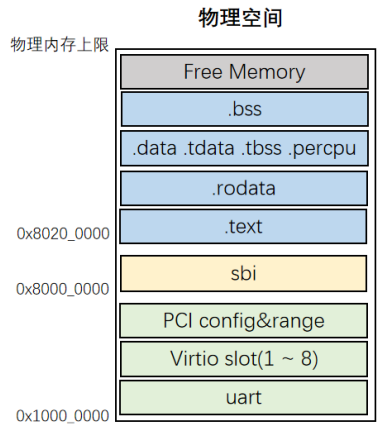 物理空间
物理内存上限
Free Memory
.bss
.data .tdata .tbss .percpu
.rodata
.text
0x8020_0000
sbi
0x8000_0000
PCI config&range
Virtio slot(1 ~ 8)
uart
0x1000_0000